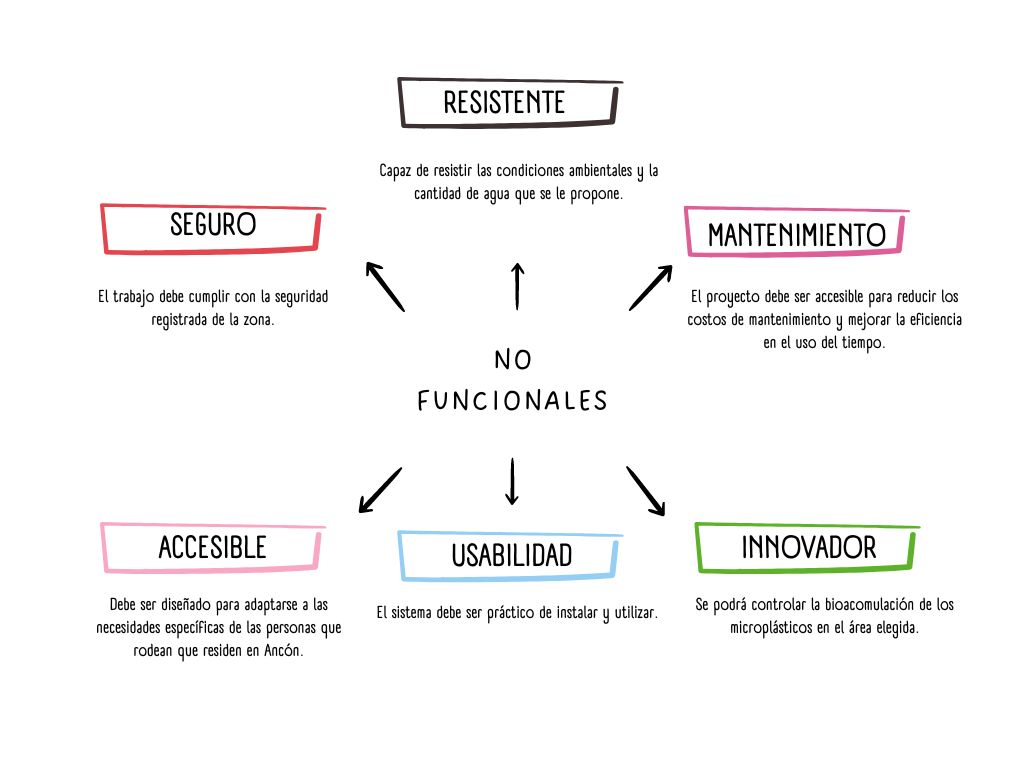 RESISTENTE
Capaz de resistir las condiciones ambientales y la
cantidad de agua que se le propone.
SEGURO
El trabajo debe cumplir con la seguridad
registrada de la zona.
MANTENIMIENTO
El proyecto debe ser accesible para reducir los
costos de mantenimiento y mejorar la eficiencia
en el uso del tiempo.
NO
FUNCIONALES
ACCESIBLE
Debe ser diseñado para adaptarse a las
necesidades específicas de las personas que
rodean que residen en Ancón.
USABILIDAD
El sistema debe ser práctico de instalar y utilizar.
INNOVADOR
Se podrá controlar la bioacomulación de los
microplásticos en el área elegida.